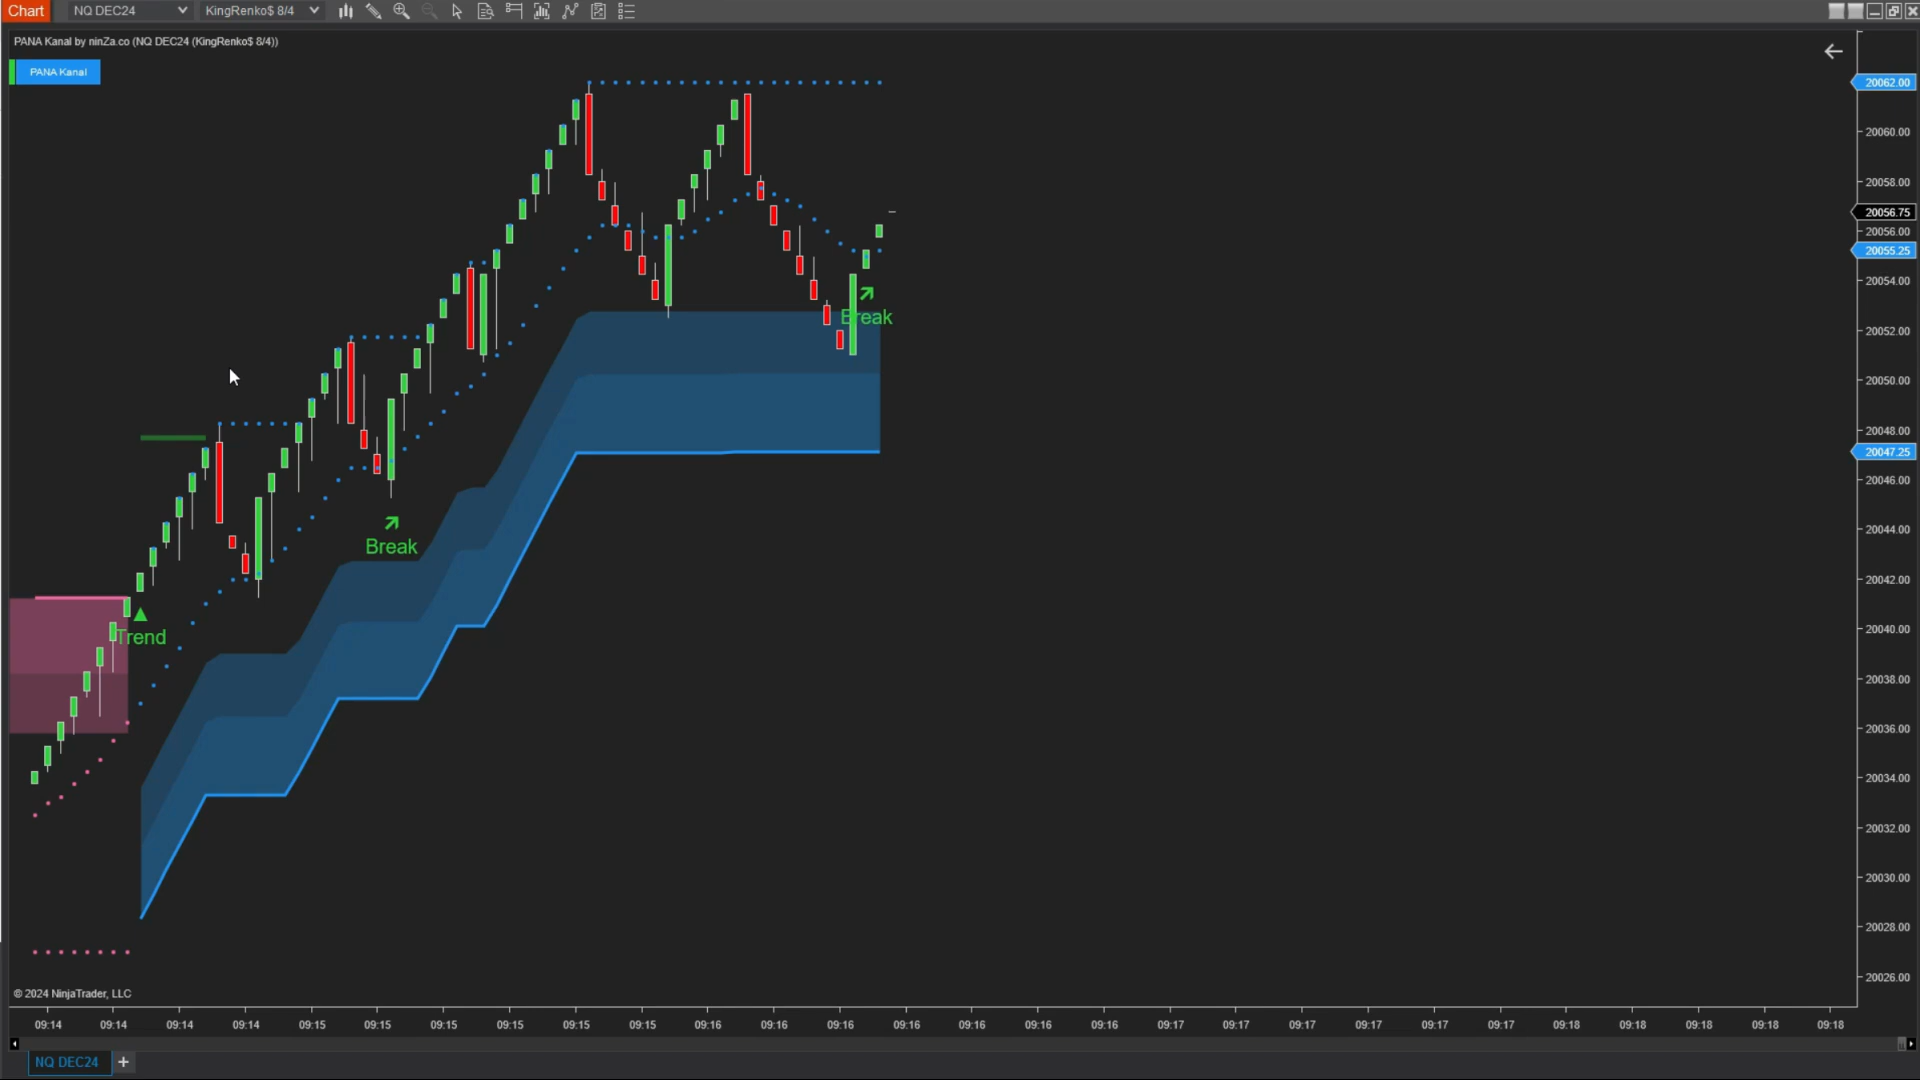 Chart NQ DEC24 KingRenko$ 8/4
PANA Kanal by ninZa.co (NQ DEC24 (KingRenko$ 8/4))
PANA Kanal
20062.00
20060.00
20058.00
20056.75
20056.00
20055.25
20054.00
Break
20052.00
20050.00
20048.00
20047.25
20046.00
20044.00
Break
20042.00
20040.00
Trend
20038.00
20036.00
20034.00
20032.00
20030.00
20028.00
20026.00
© 2024 NinjaTrader, LLC
09:14 09:14 09:14 09:14 09:15 09:15 09:15 09:15 09:15 09:15 09:16 09:16 09:16 09:16 09:16 09:16 09:16 09:17 09:17 09:17 09:17 09:17 09:17 09:18 09:18 09:18 09:18 09:18
NQ DEC24 +